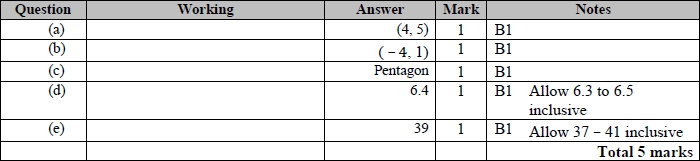 Question Working Answer Mark Notes
(a) (4, 5) 1 B1
(b) ( – 4, 1) 1 B1
(c) Pentagon 1 B1
(d) 6.4 1 B1 Allow 6.3 to 6.5
inclusive
(e) 39 1 B1 Allow 37 – 41 inclusive
Total 5 marks